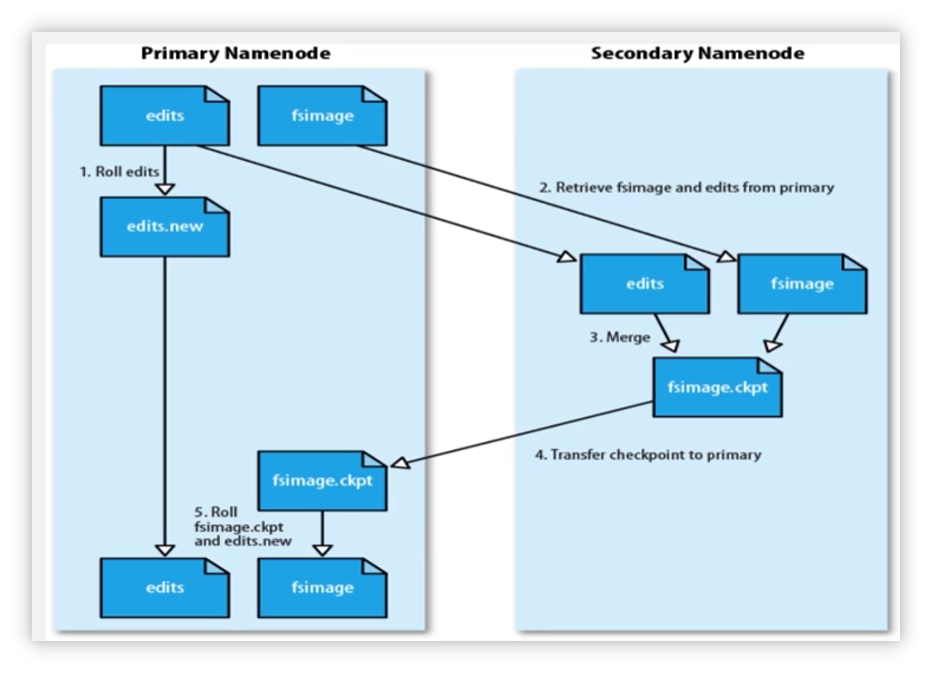 Primary Namenode
Secondary Namenode
edits
fsimage
1. Roll edits
2. Retrieve fsimage and edits from primary
edits.new
edits
fsimage
3. Merge
fsimage.ckpt
4. Transfer checkpoint to primary
fsimage.ckpt
5. Roll
fsimage.ckpt
and edits.new
edits
fsimage